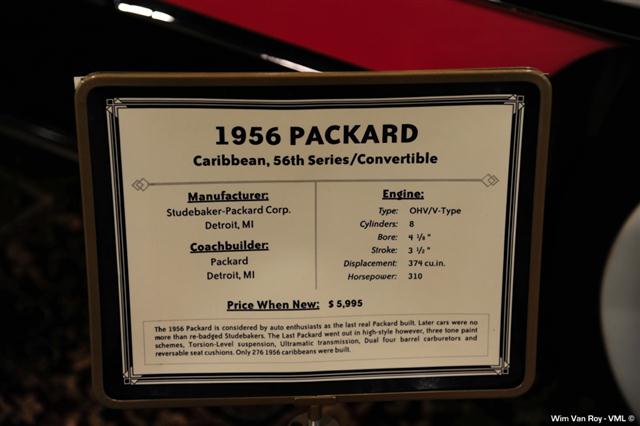 1956 PACKARD
Caribbean, 56th Series/Convertible
Manufacturer:
Studebaker-Packard Corp.
Detroit, MI
Coachbuilder:
Packard
Detroit, MI
Engine:
Type: OHV/V-Type
Cylinders: 8
Bore: 4 ⅛ "
Stroke: 3 ½ "
Displacement: 374 cu.in.
Horsepower: 310
Price When New: $ 5,995
The 1956 Packard is considered by auto enthusiasts as the last real Packard built. Later cars were no
more than re-badged Studebakers. The Last Packard went out in high-style however, three tone paint
schemes, Torsion-Level suspension, Ultramatic transmission, Dual four barrel carburetors and
reversable seat cushions. Only 276 1956 caribbeans were built.
Wim Van Roy - VML ©